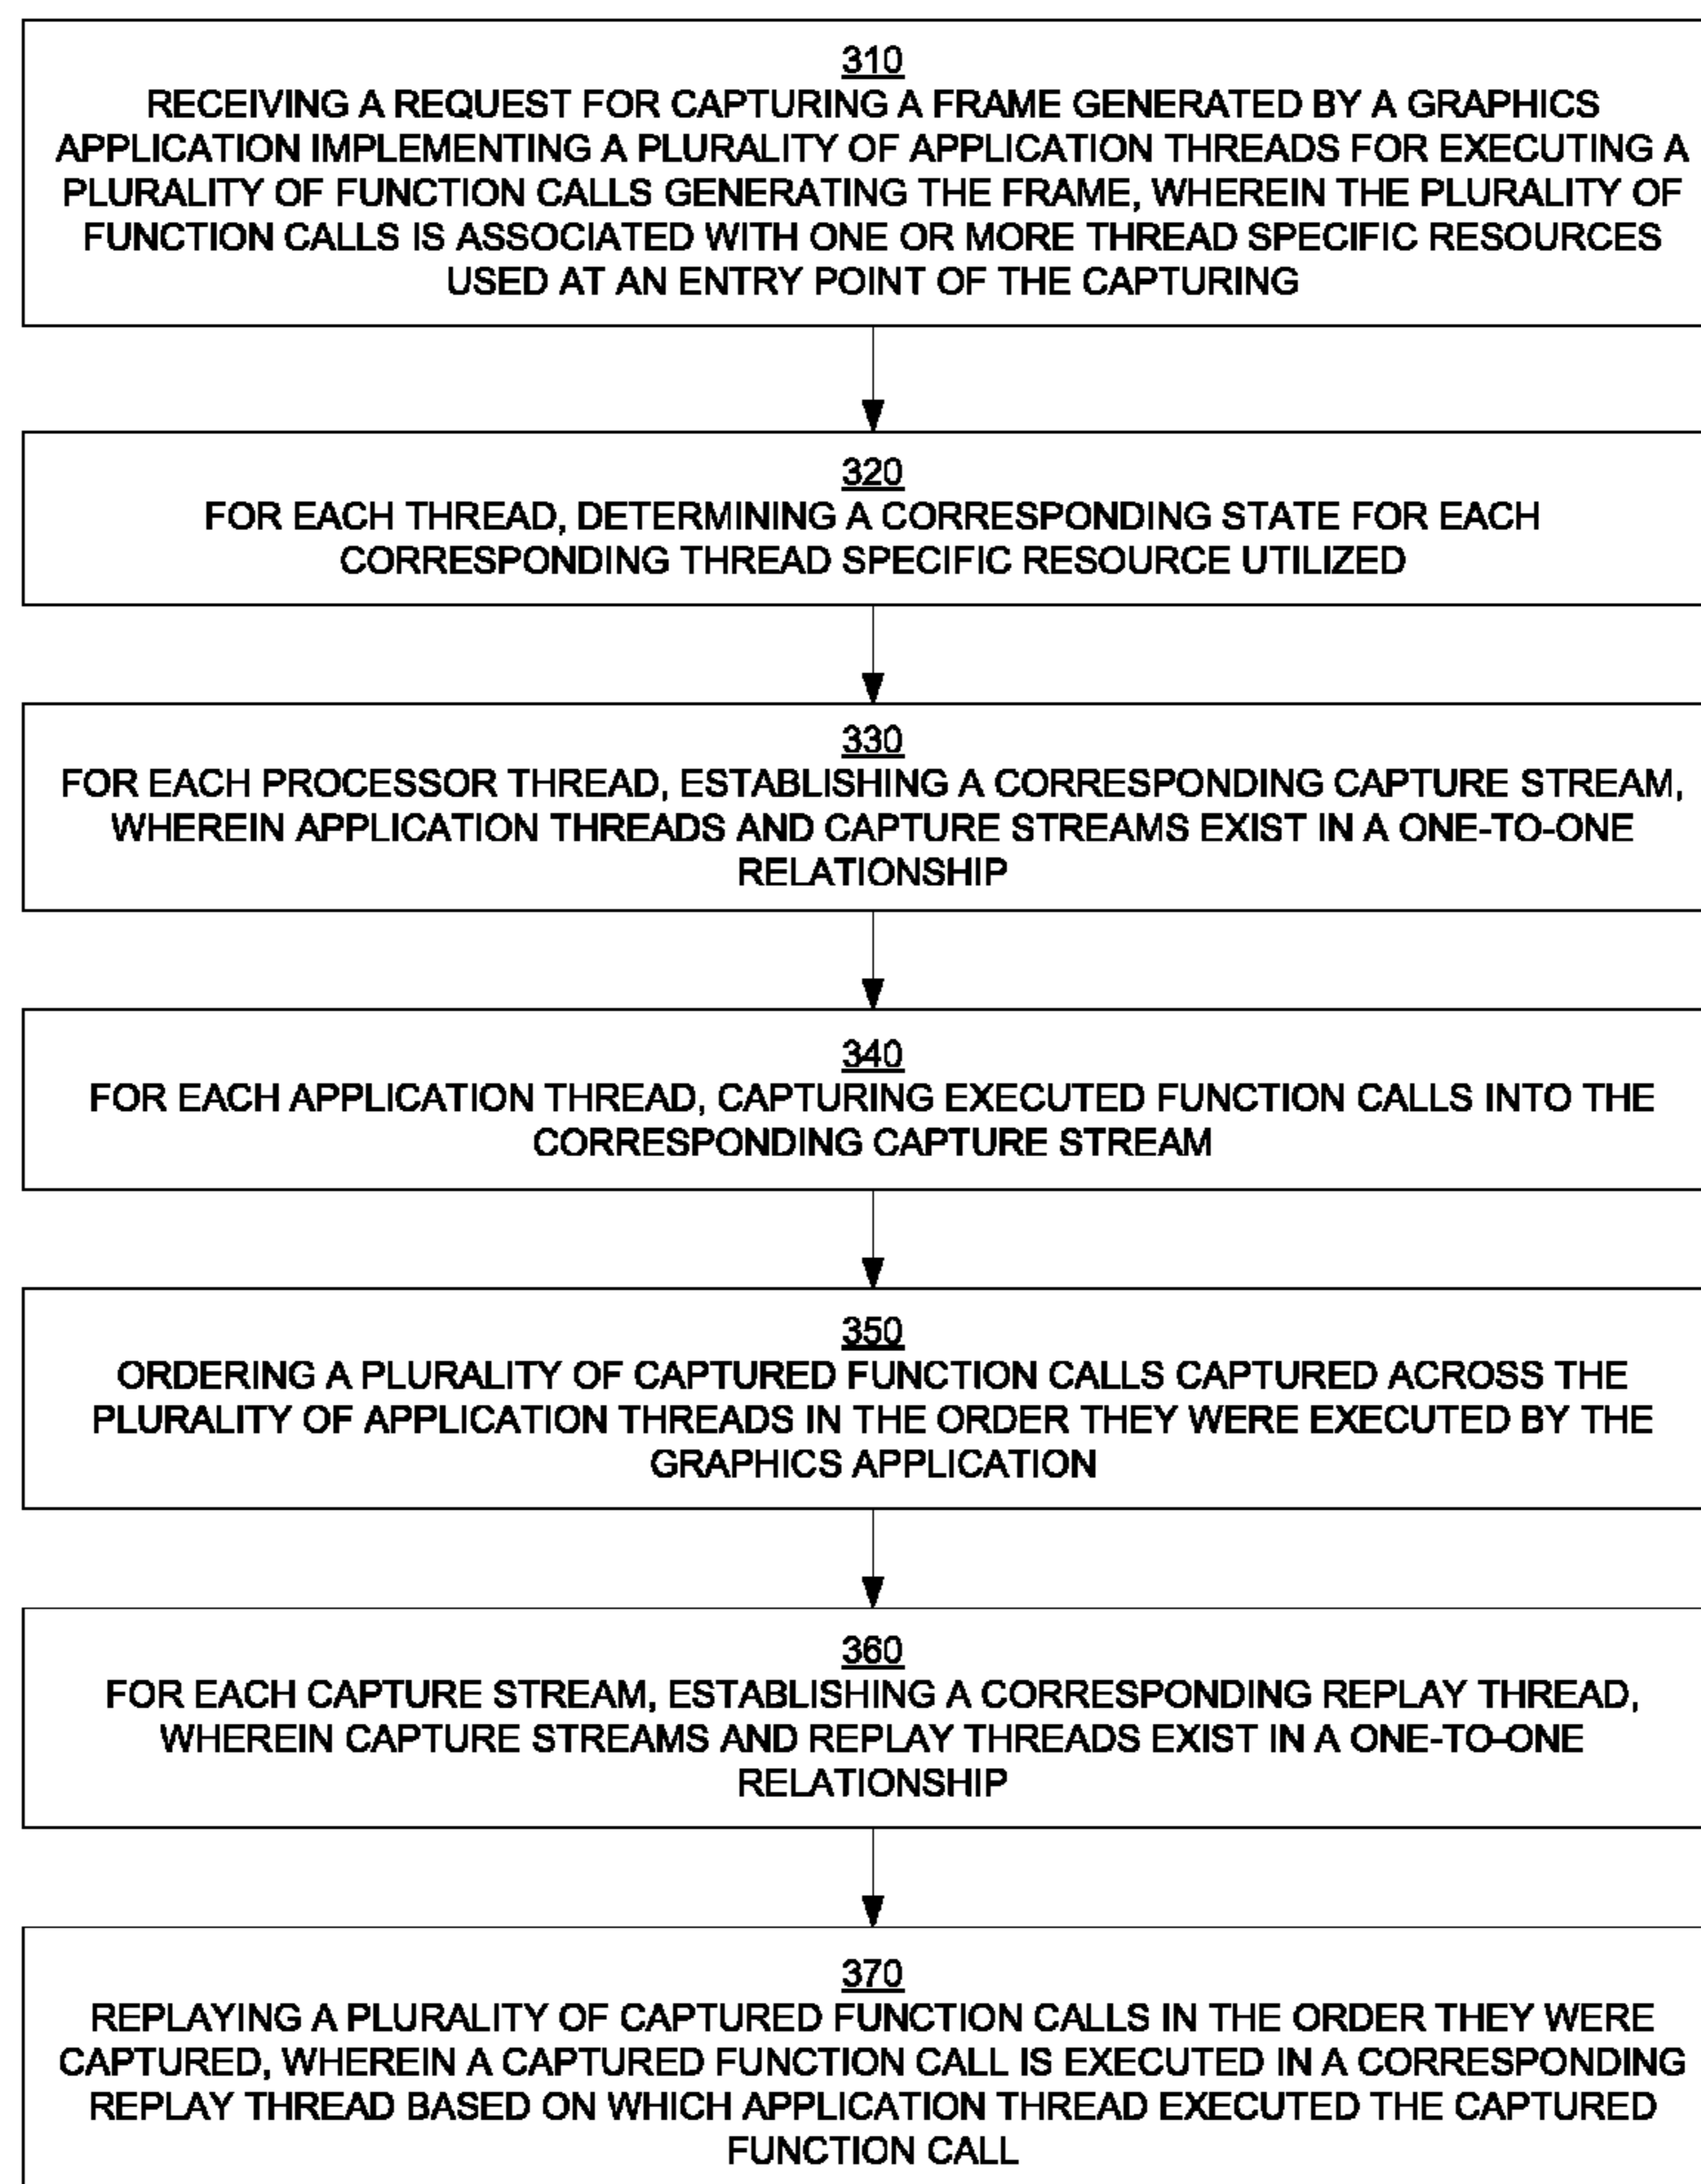 310
RECEIVING A REQUEST FOR CAPTURING A FRAME GENERATED BY A GRAPHICS
APPLICATION IMPLEMENTING A PLURALITY OF APPLICATION THREADS FOR EXECUTING A
PLURALITY OF FUNCTION CALLS GENERATING THE FRAME, WHEREIN THE PLURALITY OF
FUNCTION CALLS IS ASSOCIATED WITH ONE OR MORE THREAD SPECIFIC RESOURCES
USED AT AN ENTRY POINT OF THE CAPTURING
320
FOR EACH THREAD, DETERMINING A CORRESPONDING STATE FOR EACH
CORRESPONDING THREAD SPECIFIC RESOURCE UTILIZED
330
FOR EACH PROCESSOR THREAD, ESTABLISHING A CORRESPONDING CAPTURE STREAM,
WHEREIN APPLICATION THREADS AND CAPTURE STREAMS EXIST IN A ONE-TO-ONE
RELATIONSHIP
340
FOR EACH APPLICATION THREAD, CAPTURING EXECUTED FUNCTION CALLS INTO THE
CORRESPONDING CAPTURE STREAM
350
ORDERING A PLURALITY OF CAPTURED FUNCTION CALLS CAPTURED ACROSS THE
PLURALITY OF APPLICATION THREADS IN THE ORDER THEY WERE EXECUTED BY THE
GRAPHICS APPLICATION
360
FOR EACH CAPTURE STREAM, ESTABLISHING A CORRESPONDING REPLAY THREAD,
WHEREIN CAPTURE STREAMS AND REPLAY THREADS EXIST IN A ONE-TO-ONE
RELATIONSHIP
370
REPLAYING A PLURALITY OF CAPTURED FUNCTION CALLS IN THE ORDER THEY WERE
CAPTURED, WHEREIN A CAPTURED FUNCTION CALL IS EXECUTED IN A CORRESPONDING
REPLAY THREAD BASED ON WHICH APPLICATION THREAD EXECUTED THE CAPTURED
FUNCTION CALL